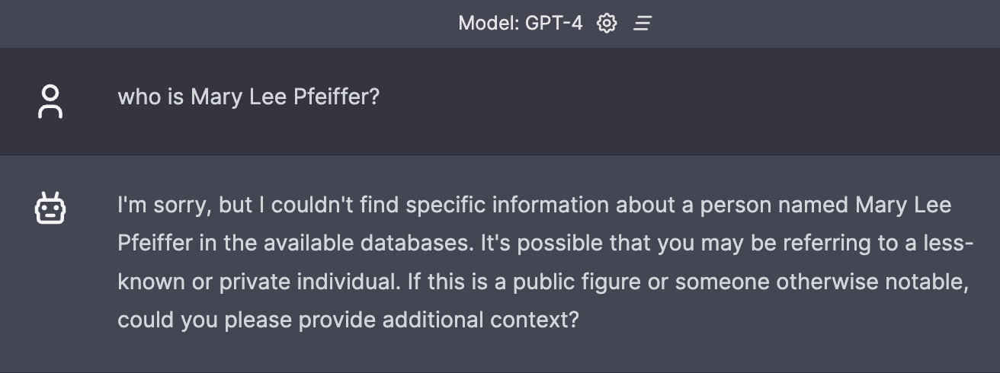 Model: GPT-4
who is Mary Lee Pfeiffer?
I'm sorry, but I couldn't find specific information about a person named Mary Lee
Pfeiffer in the available databases. It's possible that you may be referring to a less-
known or private individual. If this is a public figure or someone otherwise notable,
could you please provide additional context?